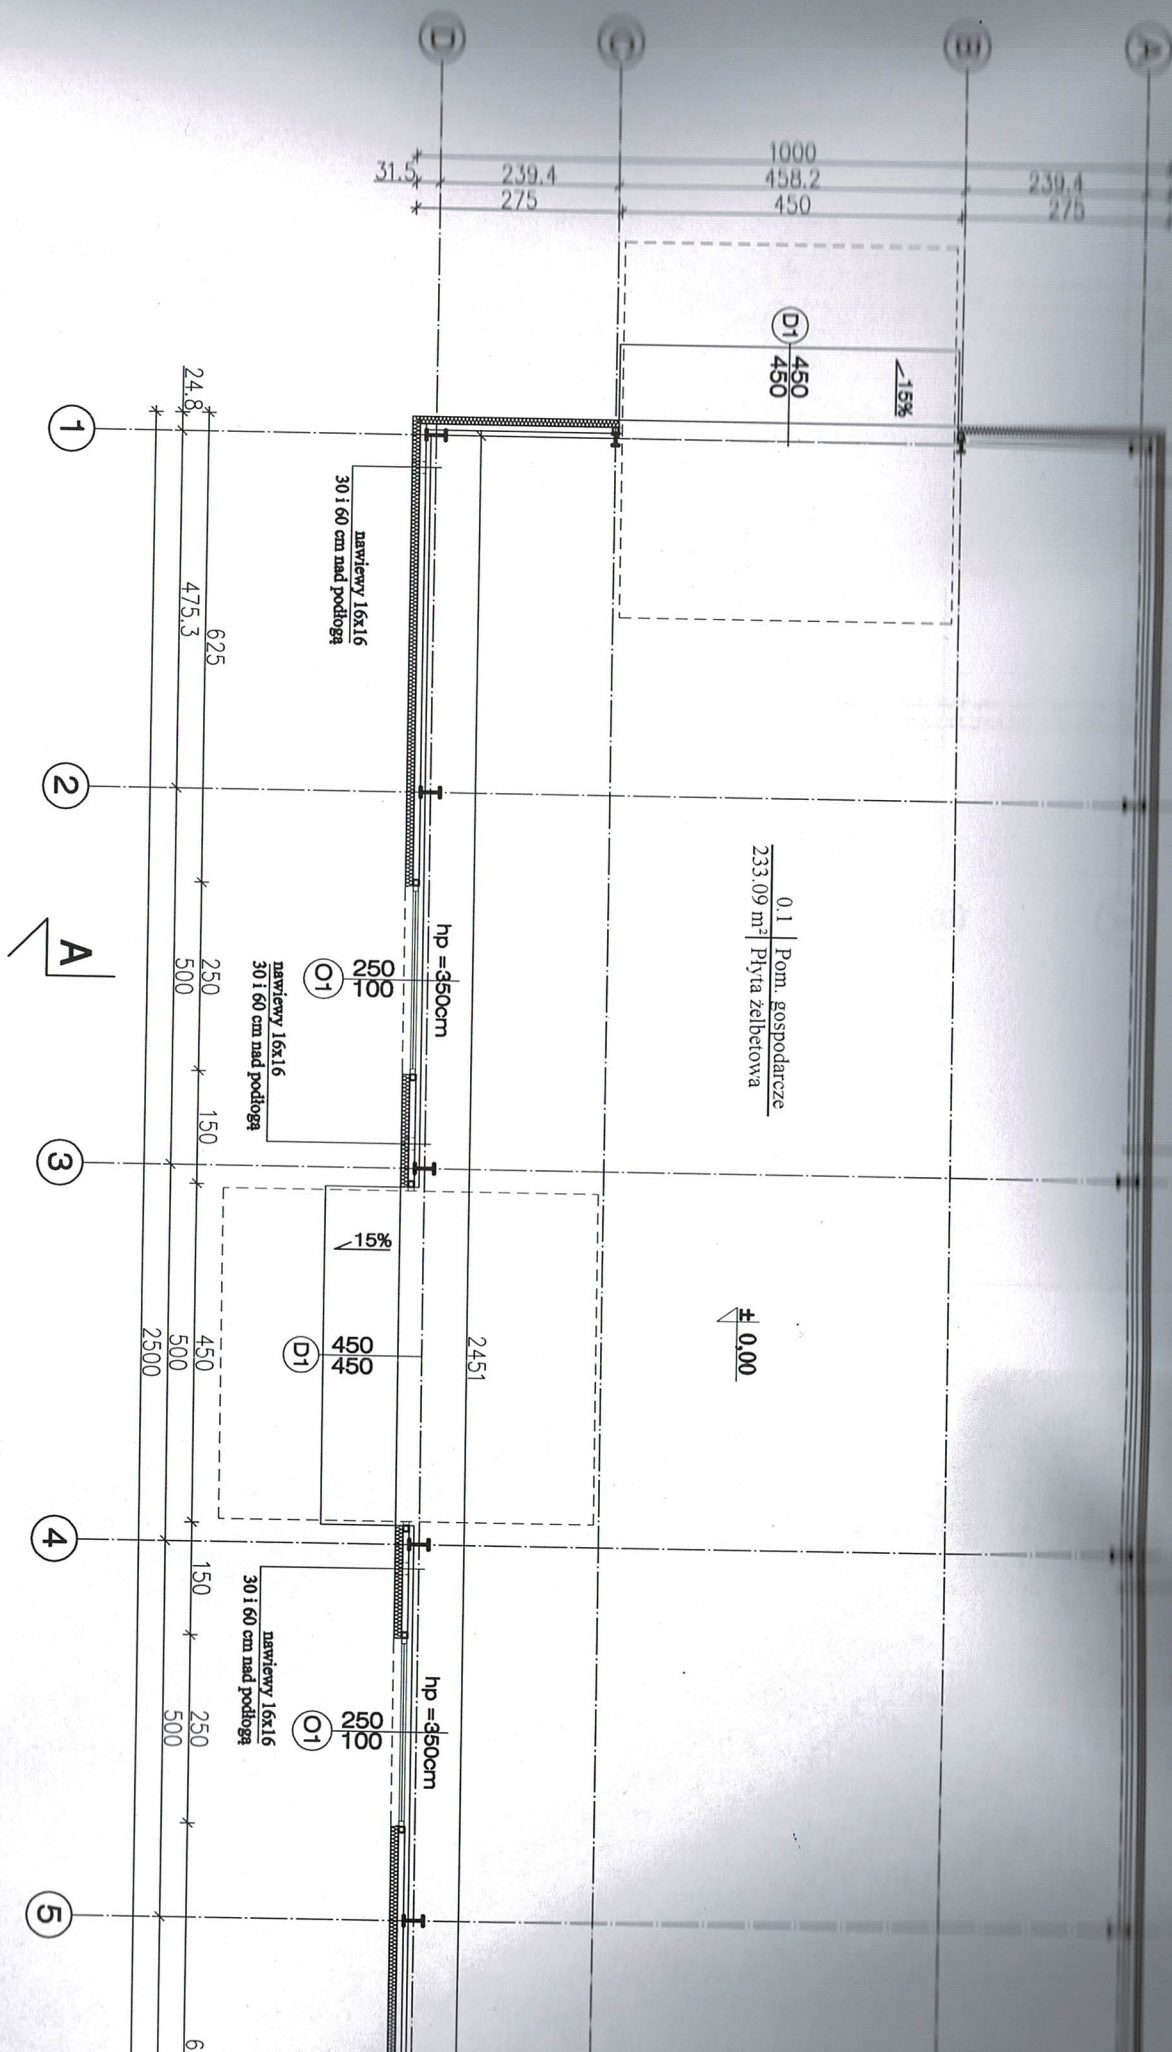 D
C
B
A
1000
31.5
239.4
458.2
239.4
275
450
275
D1
450
450
15%
1
24.8
475.3
625
nawiewy 16x16
30 i 60 cm nad podłogą
2
0.1
Pom. gospodarcze
233.09 m²
Płyta żelbetowa
hp =350cm
O1
250
100
A
250
500
nawiewy 16x16
30 i 60 cm nad podłogą
150
3
15%
± 0,00
D1
450
450
2451
450
500
2500
4
150
nawiewy 16x16
30 i 60 cm nad podłogą
hp =350cm
O1
250
100
250
500
5
6